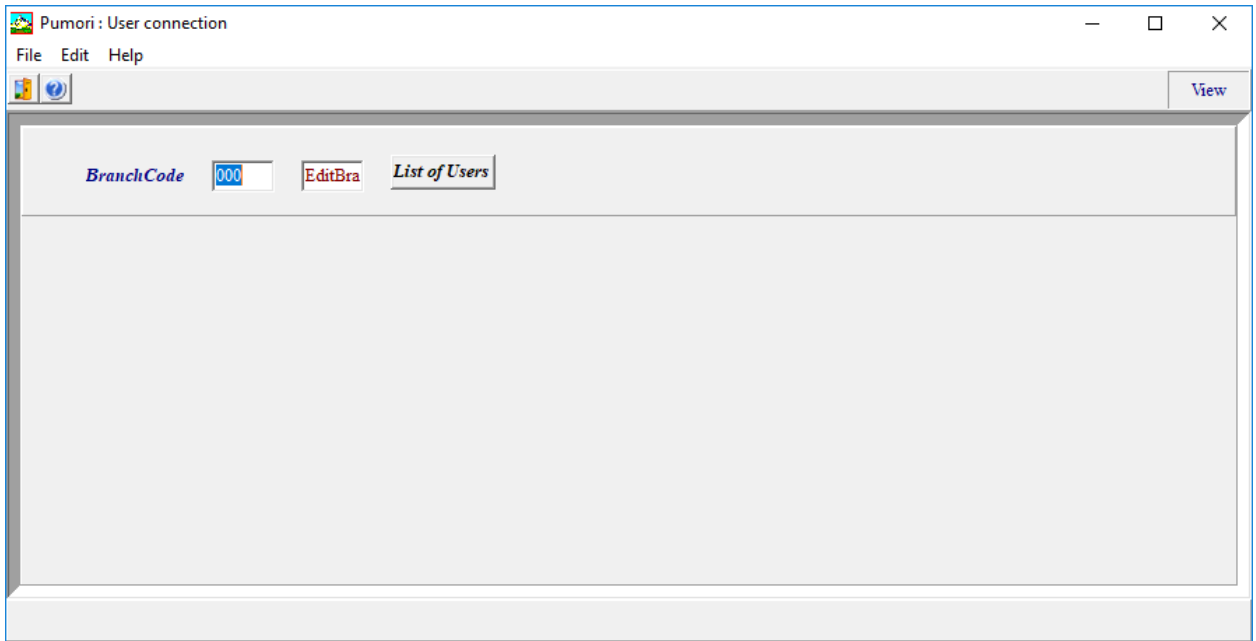 Pumori : User connection
File Edit Help
View
BranchCode 000 EditBra List of Users